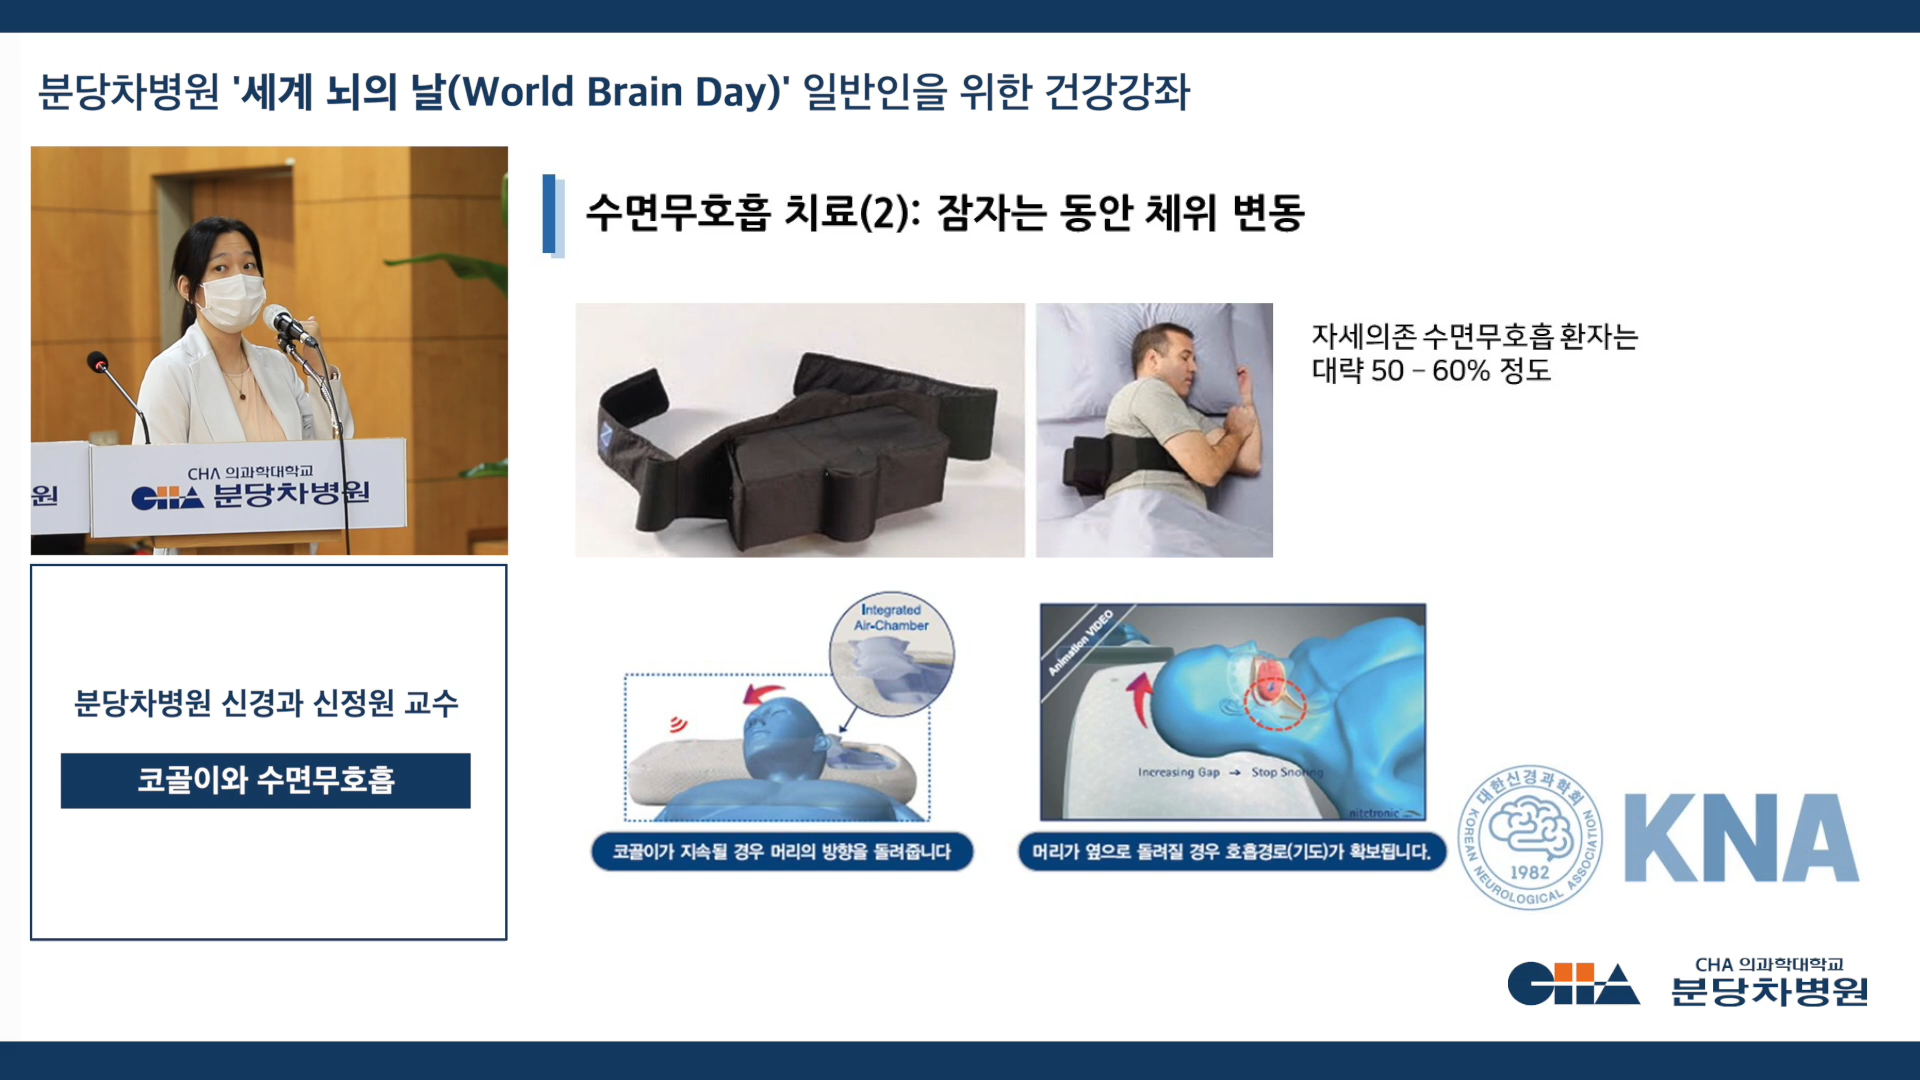 분당차병원 '세계 뇌의 날(World Brain Day)' 일반인을 위한 건강강좌
수면무호흡 치료(2): 잠자는 동안 체위 변동
자세의존 수면무호흡 환자는
대략 50 – 60% 정도
원
CHA 의과학대학교
CHA 분당차병원
Integrated
Air-Chamber
Animation VIDEO
Increasing Gap → Stop Snoring
nitetronic
코골이가 지속될 경우 머리의 방향을 돌려줍니다
머리가 옆으로 돌려질 경우 호흡경로(기도)가 확보됩니다.
분당차병원 신경과 신정원 교수
코골이와 수면무호흡
대한신경과학회
KOREAN NEUROLOGICAL ASSOCIATION
1982
KNA
CHA
CHA 의과학대학교
분당차병원